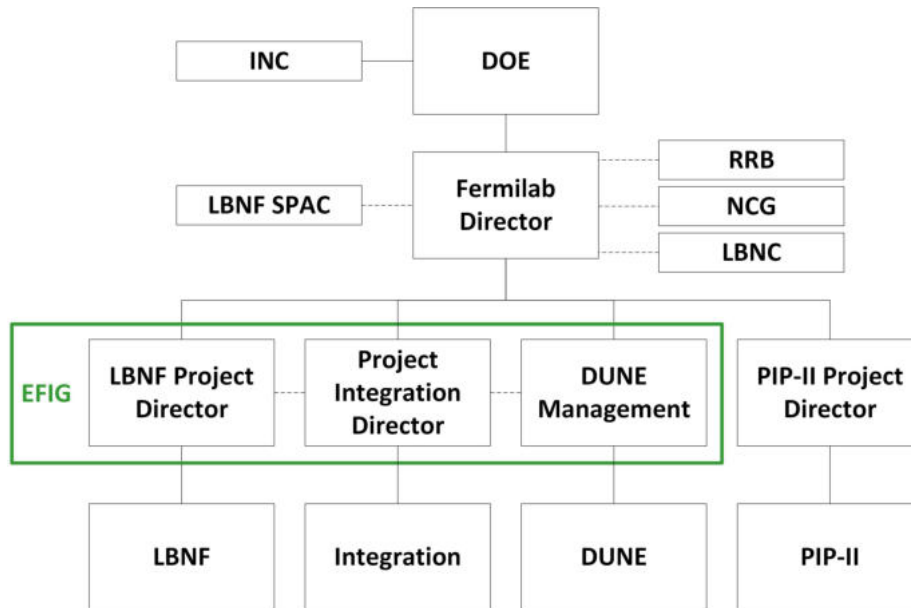 INC
DOE
RRB
Fermilab
Director
LBNF SPAC
NCG
LBNC
EFIG
LBNF Project
Director
Project
Integration
Director
DUNE
Management
PIP-II Project
Director
LBNF
Integration
DUNE
PIP-II